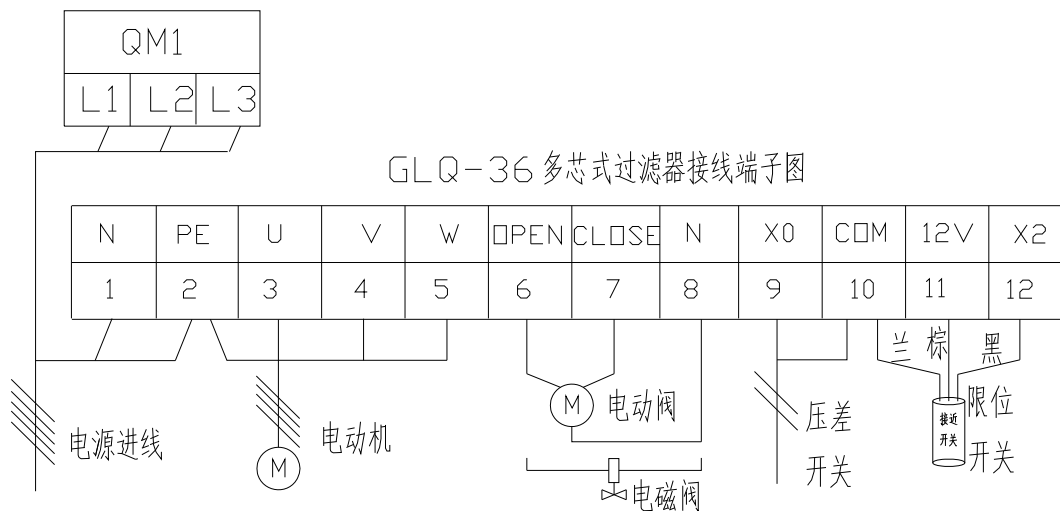 QM1
L1 L2 L3
GLQ-36 多芯式过滤器接线端子图
N PE U V W OPEN CLOSE N X0 COM 12V X2
1 2 3 4 5 6 7 8 9 10 11 12
兰 棕 黑
M 电动阀
压差
开关
接近
开关
限位
开关
电源进线
M
电动机
电磁阀